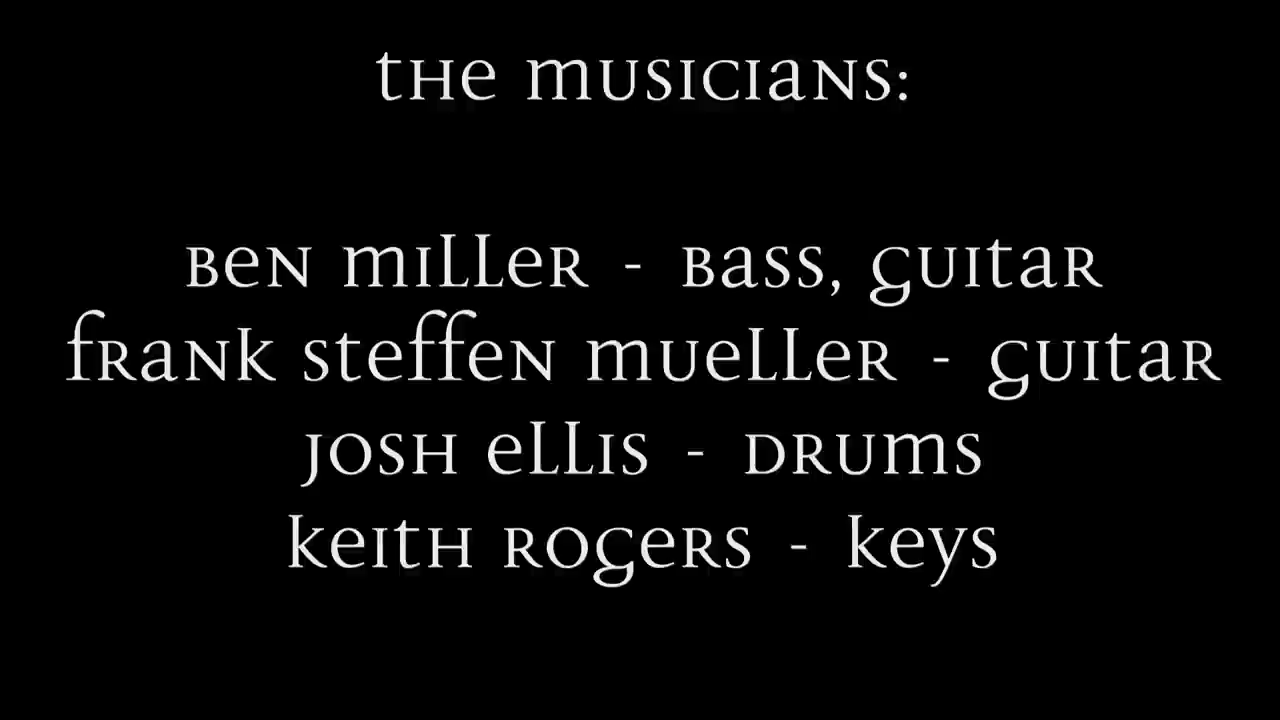 the musicians:
Ben Miller - Bass, guitar
frank steffen mueller - guitar
Josh Ellis - Drums
Keith Rogers - Keys